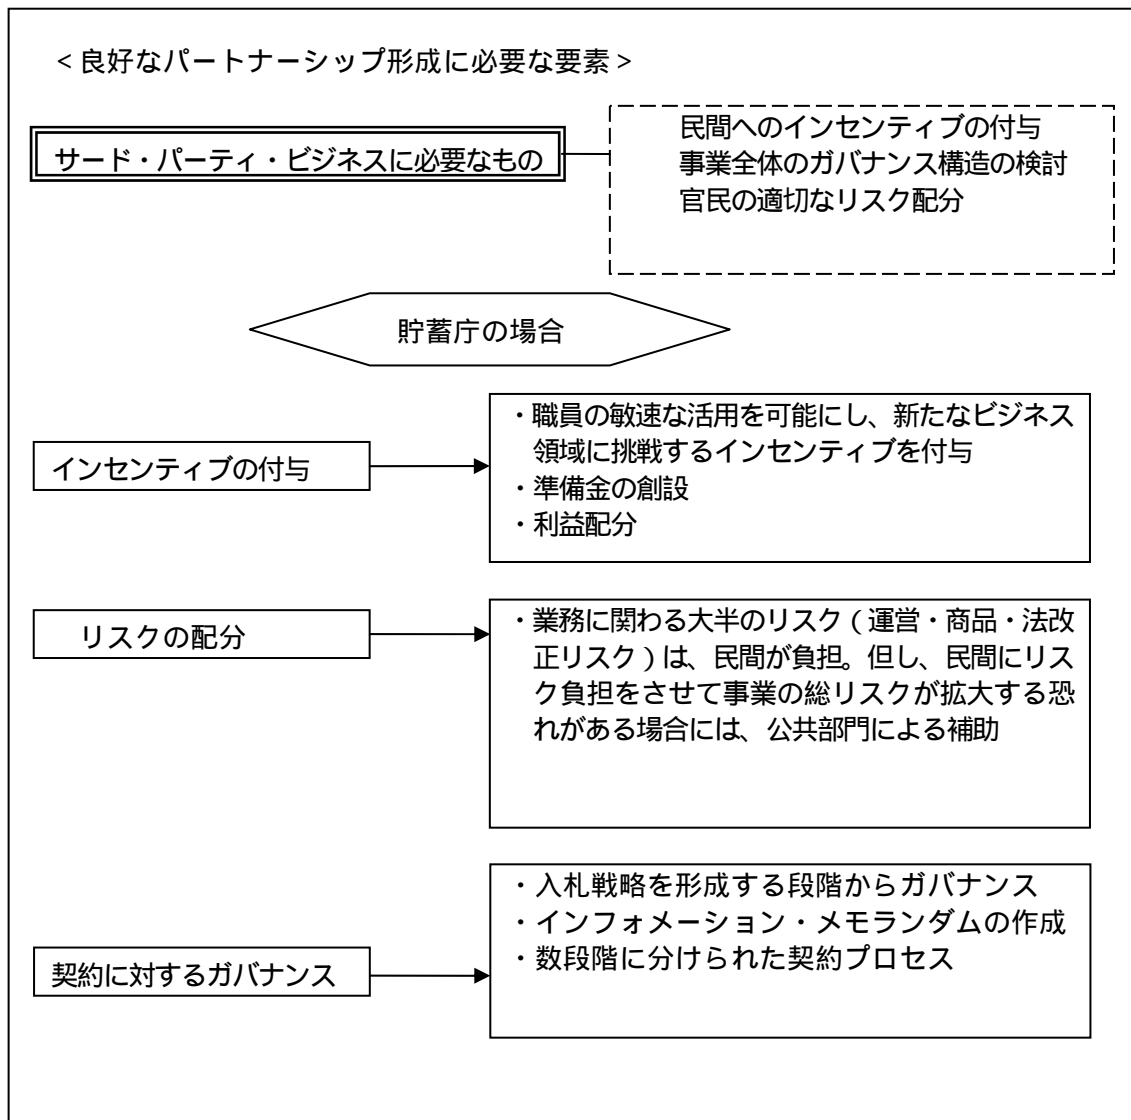 ＜良好なパートナーシップ形成に必要な要素＞
サード・パーティ・ビジネスに必要なもの
民間へのインセンティブの付与
事業全体のガバナンス構造の検討
官民の適切なリスク配分
貯蓄庁の場合
インセンティブの付与
・職員の敏速な活用を可能にし、新たなビジネス
領域に挑戦するインセンティブを付与
・準備金の創設
・利益配分
リスクの配分
・業務に関わる大半のリスク（運営・商品・法改
正リスク）は、民間が負担。但し、民間にリス
ク負担をさせて事業の総リスクが拡大する恐
れがある場合には、公共部門による補助
契約に対するガバナンス
・入札戦略を形成する段階からガバナンス
・インフォメーション・メモランダムの作成
・数段階に分けられた契約プロセス